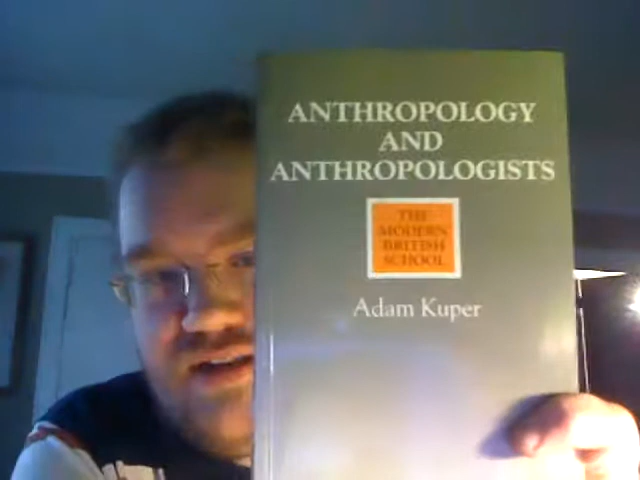 ANTHROPOLOGY
AND
ANTHROPOLOGISTS
THE
MODERN
BRITISH
SCHOOL
Adam Kuper